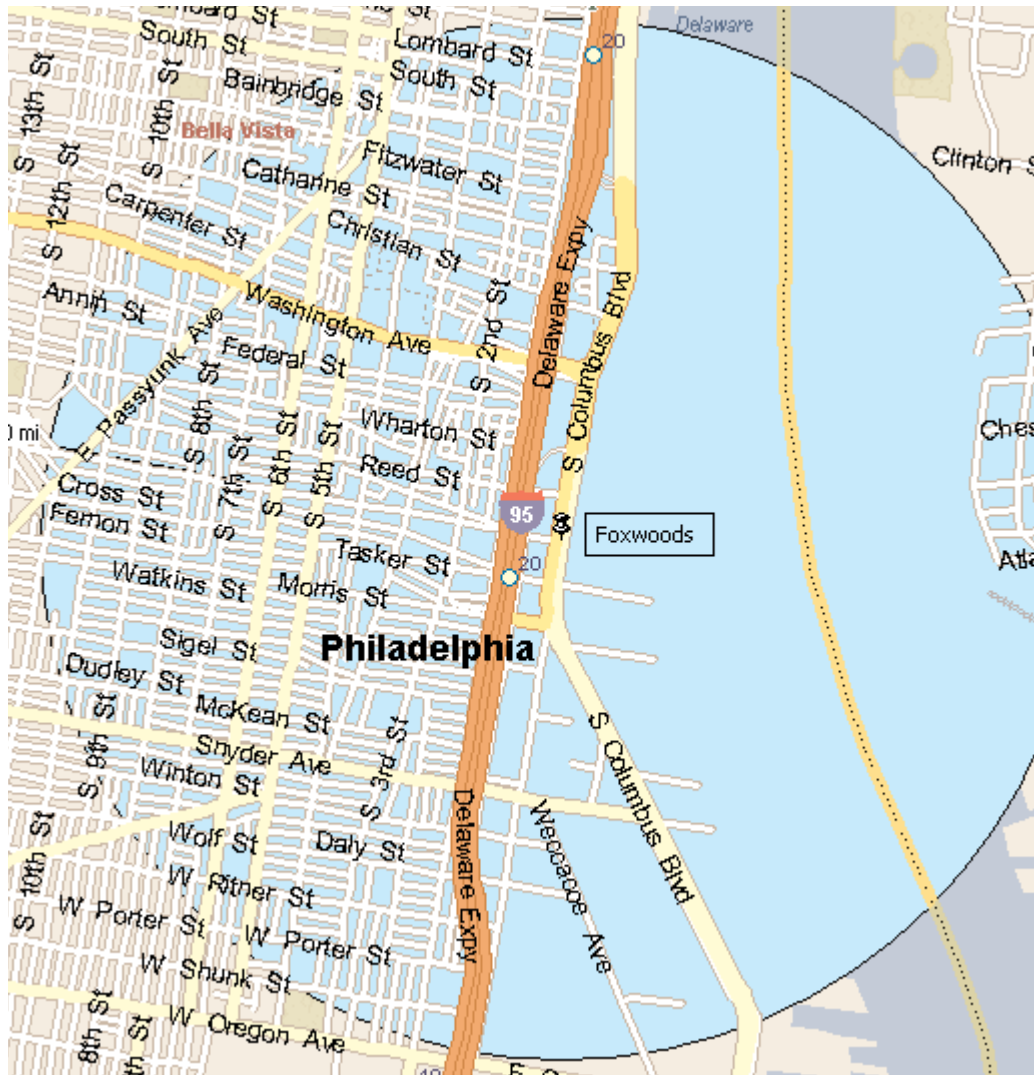 Lombard St
South St
Delaware
20
Lombard St
South St
Bainbridge St
S 13th St
S 10th St
Bella Vista
Fitzwater St
Clinton S
Catharine St
S 12th St
Carpenter St
Christian St
Delaware Expy
S Columbus Blvd
Annin St
Washington Ave
S 2nd St
Federal St
E Passyunk Ave
S 8th St
Wharton St
0 mi
Ches
S 7th St
S 6th St
S 5th St
Reed St
Cross St
95
Fernon St
Foxwoods
Tasker St
20
Atla
Watkins St
Morris St
Sigel St
Philadelphia
Dudley St
McKean St
S 9th St
Snyder Ave
S 3rd St
S Columbus Blvd
Winton St
Delaware Expy
Weccacoe Ave
Wolf St
Daly St
S 10th St
W Ritner St
W Porter St
W Porter St
W Shunk St
W Oregon Ave
8th St